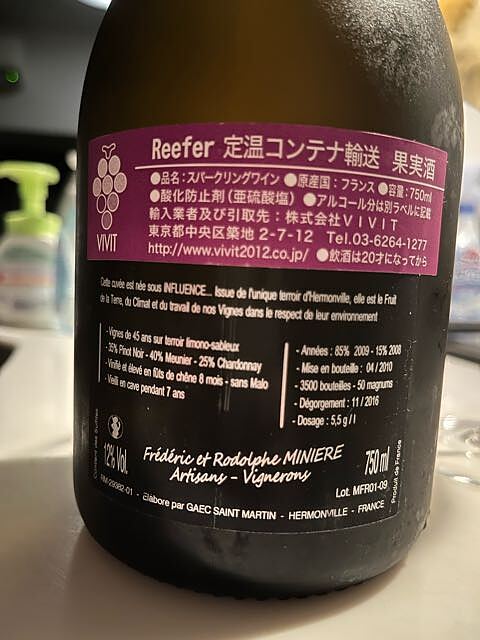 Reefer 定温コンテナ輸送 果実酒
●品名:スパークリングワイン ●原産国:フランス ●容量:750ml
●酸化防止剤(亜硫酸塩) ●アルコール分は別ラベルに記載
輸入業者及び引取先:株式会社VIVIT
東京都中央区築地 2-7-12 Tel.03-6264-1277
http://www.vivit2012.co.jp/ ●飲酒は20才になってから
VIVIT
Cette cuvée est née sous INFLUENCE... Issue de l'unique terroir d'Hermonville, elle est le Fruit
de la Terre, du Climat et du travail de nos Vignes dans le respect de leur environnement
- Vignes de 45 ans sur terroir limono-sableux
- 35% Pinot Noir - 40% Meunier - 25% Chardonnay
- Vinifié et élevé en fûts de chêne 8 mois - sans Malo
- Vieilli en cave pendant 7 ans
- Années : 85% 2009 - 15% 2008
- Mise en bouteille : 04 / 2010
- 3500 bouteilles - 50 magnums
- Dégorgement : 11 / 2016
- Dosage : 5,5 g / l
Contient des Sulfites
12% Vol.
Frédéric et Rodolphe MINIERE
Artisans - Vignerons
750 ml
Produit de France
Lot. MFR01-09
RM-29082-01 - Elabore par GAEC SAINT MARTIN - HERMONVILLE - FRANCE